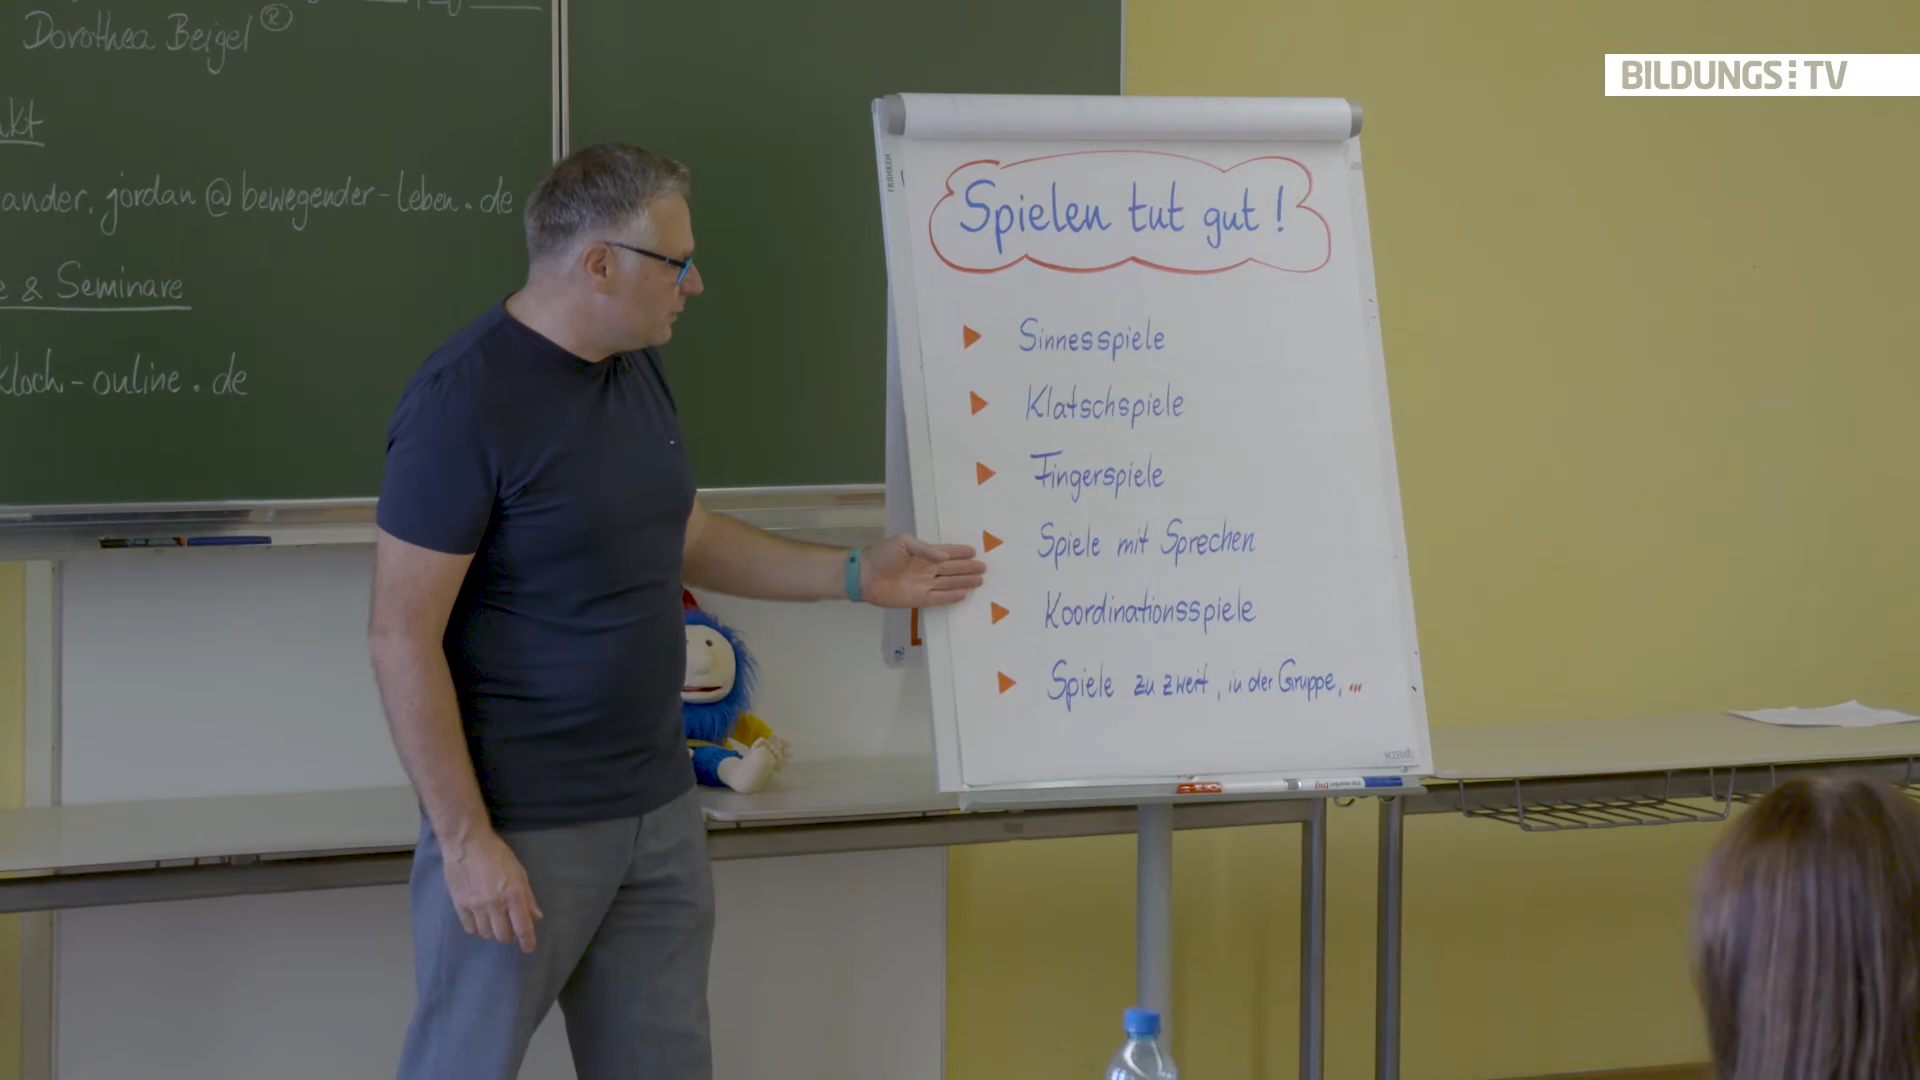 Dorothea Beigel ®
ander.jordan@bewegender-leben.de
& Seminare
kloch-online.de
BILDUNGS:TV
FRANKEN
Spielen tut gut!
Sinnesspiele
Klatschspiele
Fingerspiele
Spiele mit Sprechen
Koordinationsspiele
Spiele zu zweit, in der Gruppe, ...